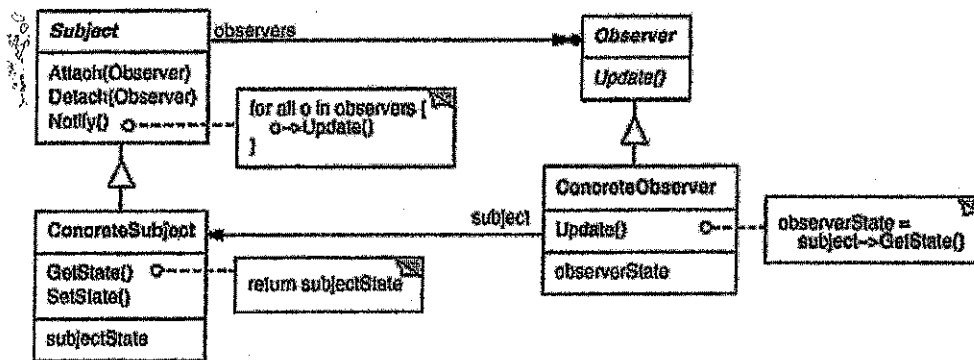 Subject
observers
Observer
Attach(Observer)
Detach(Observer)
Notify()
for all o in observers {
o->Update()
}
Update()
ConcreteSubject
GetState()
SetState()
subjectState
return subjectState
subject
ConcreteObserver
Update()
observerState
observerState =
subject->GetState()